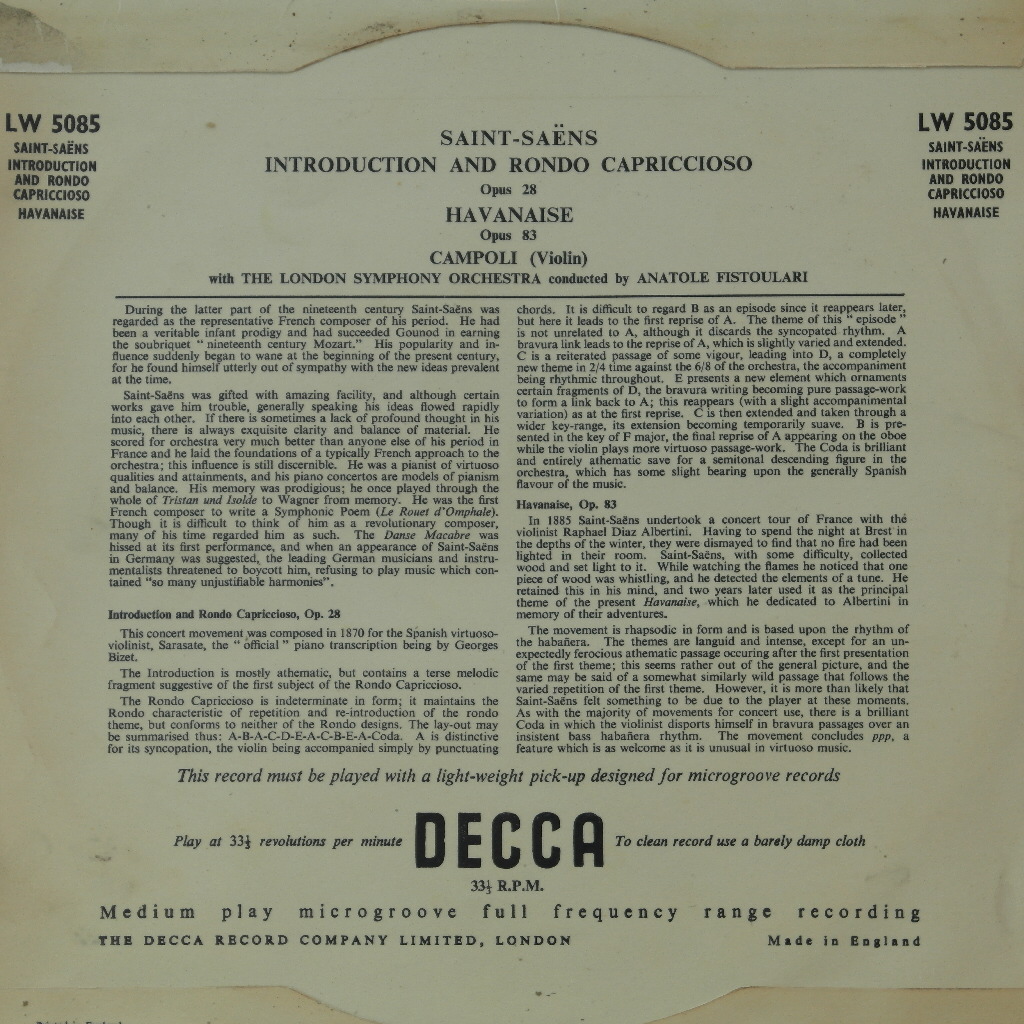 LW 5085
SAINT-SAËNS
INTRODUCTION
AND RONDO
CAPRICCIOSO
HAVANAISE
SAINT-SAËNS
INTRODUCTION AND RONDO CAPRICCIOSO
Opus 28
HAVANAISE
Opus 83
CAMPOLI (Violin)
with THE LONDON SYMPHONY ORCHESTRA conducted by ANATOLE FISTOULARI
LW 5085
SAINT-SAËNS
INTRODUCTION
AND RONDO
CAPRICCIOSO
HAVANAISE
During the latter part of the nineteenth century Saint-Saëns was
regarded as the representative French composer of his period. He had
been a veritable infant prodigy and had succeeded Gounod in earning
the soubriquet “ nineteenth century Mozart.” His popularity and in-
fluence suddenly began to wane at the beginning of the present century,
for he found himself utterly out of sympathy with the new ideas prevalent
at the time.
Saint-Saëns was gifted with amazing facility, and although certain
works gave him trouble, generally speaking his ideas flowed rapidly
into each other. If there is sometimes a lack of profound thought in his
music, there is always exquisite clarity and balance of material. He
scored for orchestra very much better than anyone else of his period in
France and he laid the foundations of a typically French approach to the
orchestra; this influence is still discernible. He was a pianist of virtuoso
qualities and attainments, and his piano concertos are models of pianism
and balance. His memory was prodigious; he once played through the
whole of Tristan und Isolde to Wagner from memory. He was the first
French composer to write a Symphonic Poem (Le Rouet d'Omphale).
Though it is difficult to think of him as a revolutionary composer,
many of his time regarded him as such. The Danse Macabre was
hissed at its first performance, and when an appearance of Saint-Saëns
in Germany was suggested, the leading German musicians and instru-
mentalists threatened to boycott him, refusing to play music which con-
tained “so many unjustifiable harmonies”.
Introduction and Rondo Capriccioso, Op. 28
This concert movement was composed in 1870 for the Spanish virtuoso-
violinist, Sarasate, the “ official ” piano transcription being by Georges
Bizet.
The Introduction is mostly athematic, but contains a terse melodic
fragment suggestive of the first subject of the Rondo Capriccioso.
The Rondo Capriccioso is indeterminate in form; it maintains the
Rondo characteristic of repetition and re-introduction of the rondo
theme, but conforms to neither of the Rondo designs. The lay-out may
be summarised thus: A-B-A-C-D-E-A-C-B-E-A-Coda. A is distinctive
for its syncopation, the violin being accompanied simply by punctuating
chords. It is difficult to regard B as an episode since it reappears later,
but here it leads to the first reprise of A. The theme of this “ episode ”
is not unrelated to A, although it discards the syncopated rhythm. A
bravura link leads to the reprise of A, which is slightly varied and extended.
C is a reiterated passage of some vigour, leading into D, a completely
new theme in 2/4 time against the 6/8 of the orchestra, the accompaniment
being rhythmic throughout. E presents a new element which ornaments
certain fragments of D, the bravura writing becoming pure passage-work
to form a link back to A; this reappears (with a slight accompanimental
variation) as at the first reprise. C is then extended and taken through a
wider key-range, its extension becoming temporarily suave. B is pre-
sented in the key of F major, the final reprise of A appearing on the oboe
while the violin plays more virtuoso passage-work. The Coda is brilliant
and entirely athematic save for a semitonal descending figure in the
orchestra, which has some slight bearing upon the generally Spanish
flavour of the music.
Havanaise, Op. 83
In 1885 Saint-Saëns undertook a concert tour of France with the
violinist Raphael Diaz Albertini. Having to spend the night at Brest in
the depths of the winter, they were dismayed to find that no fire had been
lighted in their room. Saint-Saëns, with some difficulty, collected
wood and set light to it. While watching the flames he noticed that one
piece of wood was whistling, and he detected the elements of a tune. He
retained this in his mind, and two years later used it as the principal
theme of the present Havanaise, which he dedicated to Albertini in
memory of their adventures.
The movement is rhapsodic in form and is based upon the rhythm of
the habañera. The themes are languid and intense, except for an un-
expectedly ferocious athematic passage occuring after the first presentation
of the first theme; this seems rather out of the general picture, and the
same may be said of a somewhat similarly wild passage that follows the
varied repetition of the first theme. However, it is more than likely that
Saint-Saëns felt something to be due to the player at these moments.
As with the majority of movements for concert use, there is a brilliant
Coda in which the violinist disports himself in bravura passages over an
insistent bass habañera rhythm. The movement concludes ppp, a
feature which is as welcome as it is unusual in virtuoso music.
This record must be played with a light-weight pick-up designed for microgroove records
Play at 33⅓ revolutions per minute
DECCA
To clean record use a barely damp cloth
33⅓ R.P.M.
Medium play microgroove full frequency range recording
THE DECCA RECORD COMPANY LIMITED, LONDON
Made in England